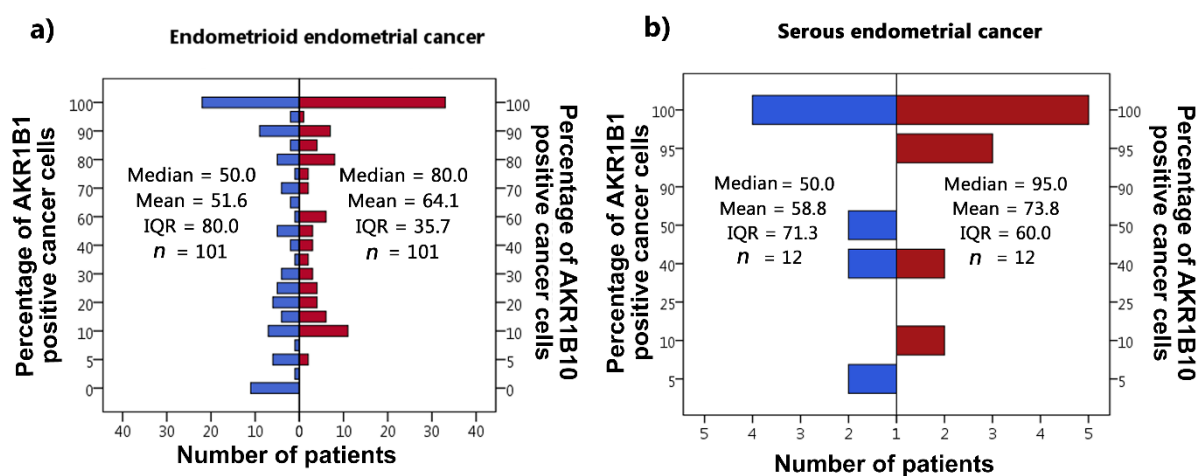 a)
Endometrioid endometrial cancer
Percentage of AKR1B1
positive cancer cells
100
90
80
70
60
40
30
20
10
5
0
Median = 50.0
Mean = 51.6
IQR = 80.0
n = 101
Median = 80.0
Mean = 64.1
IQR = 35.7
n = 101
100
90
80
70
60
40
30
20
10
5
0
Percentage of AKR1B10
positive cancer cells
40 30 20 10 0 10 20 30 40
Number of patients
b)
Serous endometrial cancer
Percentage of AKR1B1
positive cancer cells
100
95
90
50
40
25
10
5
Median = 50.0
Mean = 58.8
IQR = 71.3
n = 12
Median = 95.0
Mean = 73.8
IQR = 60.0
n = 12
100
95
90
50
40
25
10
5
Percentage of AKR1B10
positive cancer cells
5 4 3 2 1 2 3 4 5
Number of patients